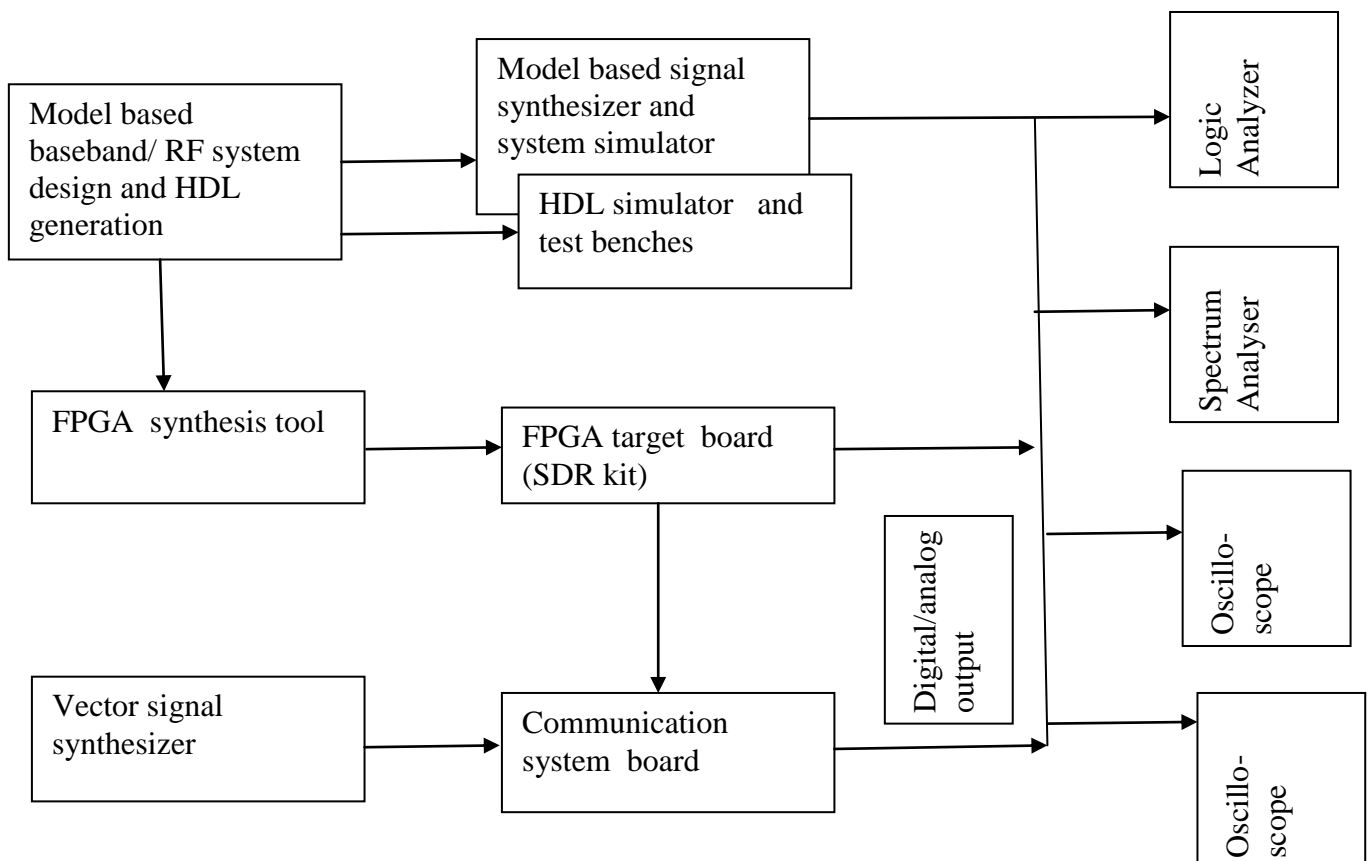 Model based
baseband/ RF system
design and HDL
generation
Model based signal
synthesizer and
system simulator
HDL simulator and
test benches
Logic
Analyzer
Spectrum
Analyser
FPGA synthesis tool
FPGA target board
(SDR kit)
Digital/analog
output
Oscillo-
scope
Vector signal
synthesizer
Communication
system board
Oscillo-
scope